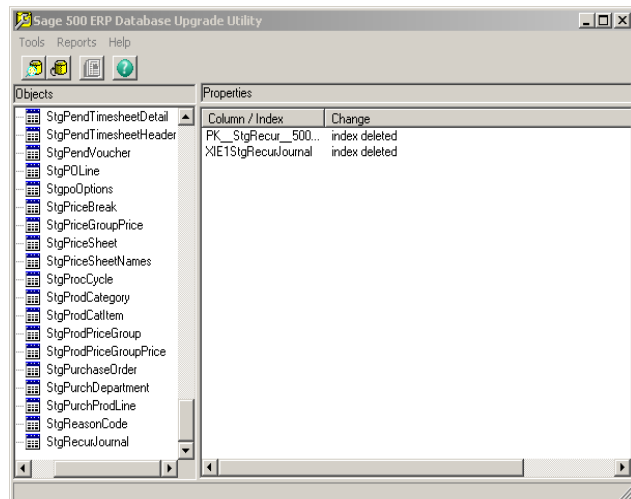 Sage 500 ERP Database Upgrade Utility
Tools Reports Help
Objects
StgPendTimesheetDetail
StgPendTimesheetHeader
StgPendVoucher
StgPOLine
StgpoOptions
StgPriceBreak
StgPriceGroupPrice
StgPriceSheet
StgPriceSheetNames
StgProcCycle
StgProdCategory
StgProdCatItem
StgProdPriceGroup
StgProdPriceGroupPrice
StgPurchaseOrder
StgPurchDepartment
StgPurchProdLine
StgReasonCode
StgRecurJournal
Properties
Column / Index Change
PK__StgRecur__500... index deleted
XIE1StgRecurJournal index deleted